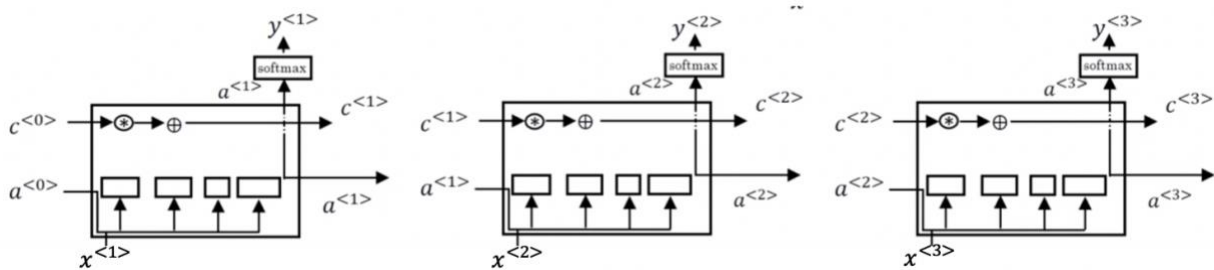 y<1> y<2> y<3>
softmax softmax softmax
a<1> a<2> a<3>
c<0> c<1> c<1> c<2> c<2> c<3>
a<0> a<1> a<1> a<2> a<2> a<3>
x<1> x<2> x<3>